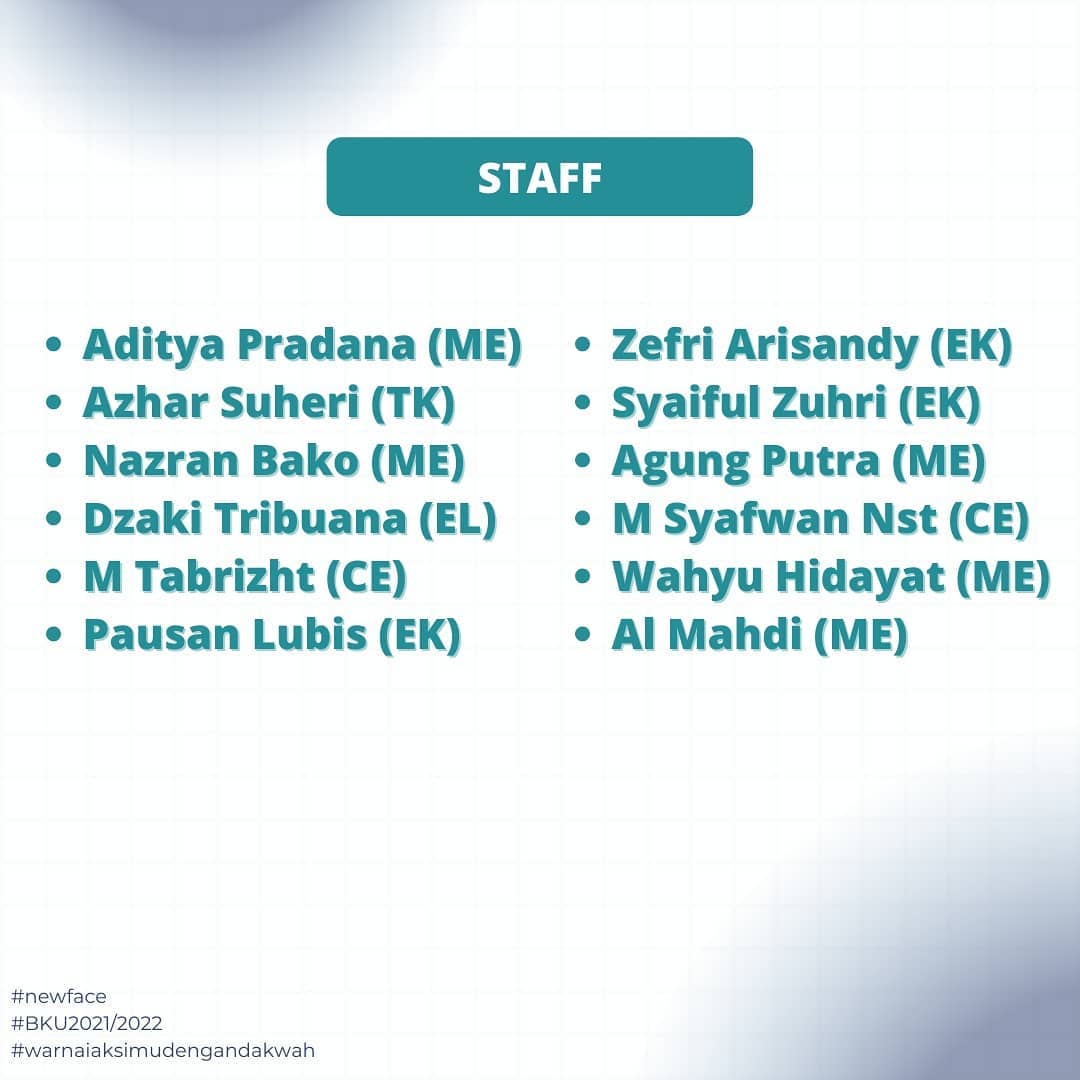 STAFF
• Aditya Pradana (ME)
• Azhar Suheri (TK)
• Nazran Bako (ME)
• Dzaki Tribuana (EL)
• M Tabrizht (CE)
• Pausan Lubis (EK)
• Zefri Arisandy (EK)
• Syaiful Zuhri (EK)
• Agung Putra (ME)
• M Syafwan Nst (CE)
• Wahyu Hidayat (ME)
• Al Mahdi (ME)
#newface
#BKU2021/2022
#warnaiaksimudengandakwah